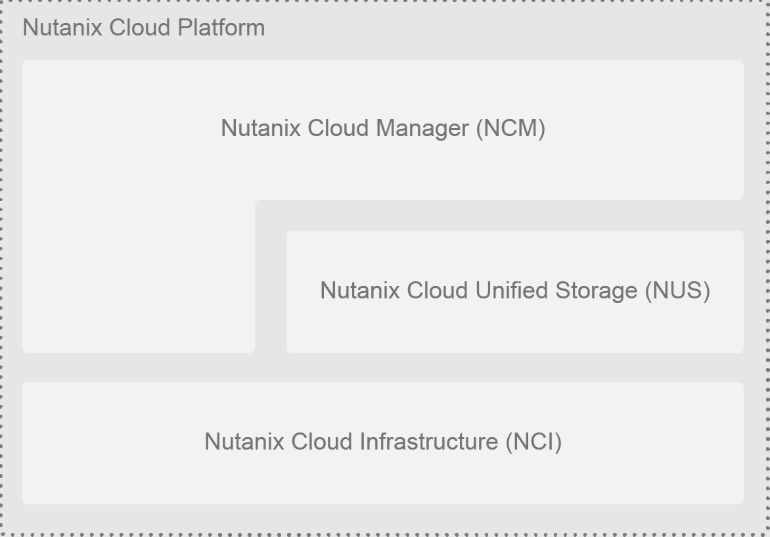 Nutanix Cloud Platform
Nutanix Cloud Manager (NCM)
Nutanix Cloud Unified Storage (NUS)
Nutanix Cloud Infrastructure (NCI)